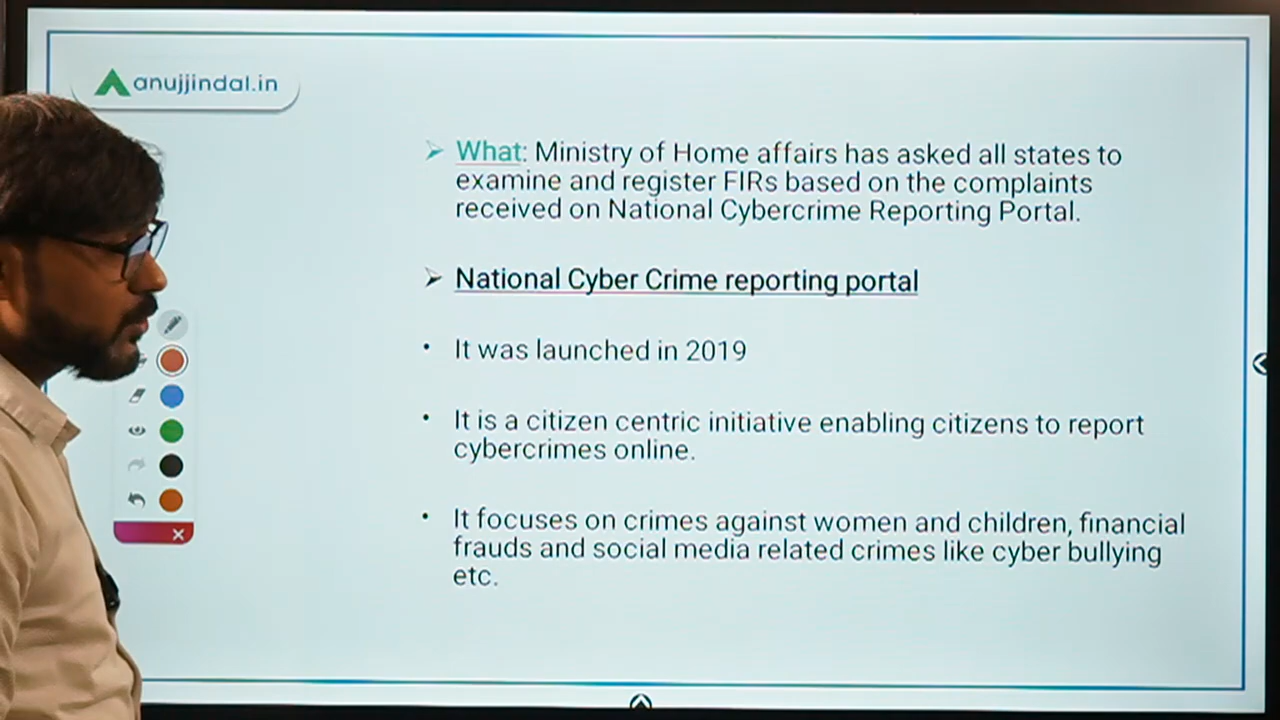 anujjindal.in
What: Ministry of Home affairs has asked all states to
examine and register FIRs based on the complaints
received on National Cybercrime Reporting Portal.
National Cyber Crime reporting portal
It was launched in 2019
It is a citizen centric initiative enabling citizens to report
cybercrimes online.
It focuses on crimes against women and children, financial
frauds and social media related crimes like cyber bullying
etc.